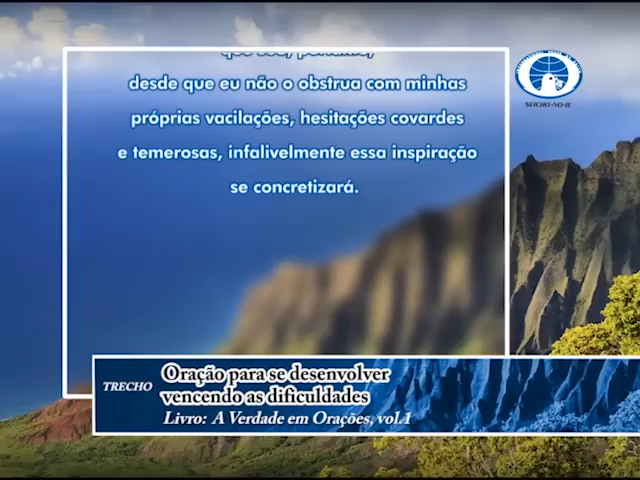 desde que eu não o obstrua com minhas
próprias vacilações, hesitações covardes
e temerosas, infalivelmente essa inspiração
se concretizará.
SEICHO-NO-IE
TRECHO
Oração para se desenvolver
vencendo as dificuldades
Livro: A Verdade em Orações, vol.1